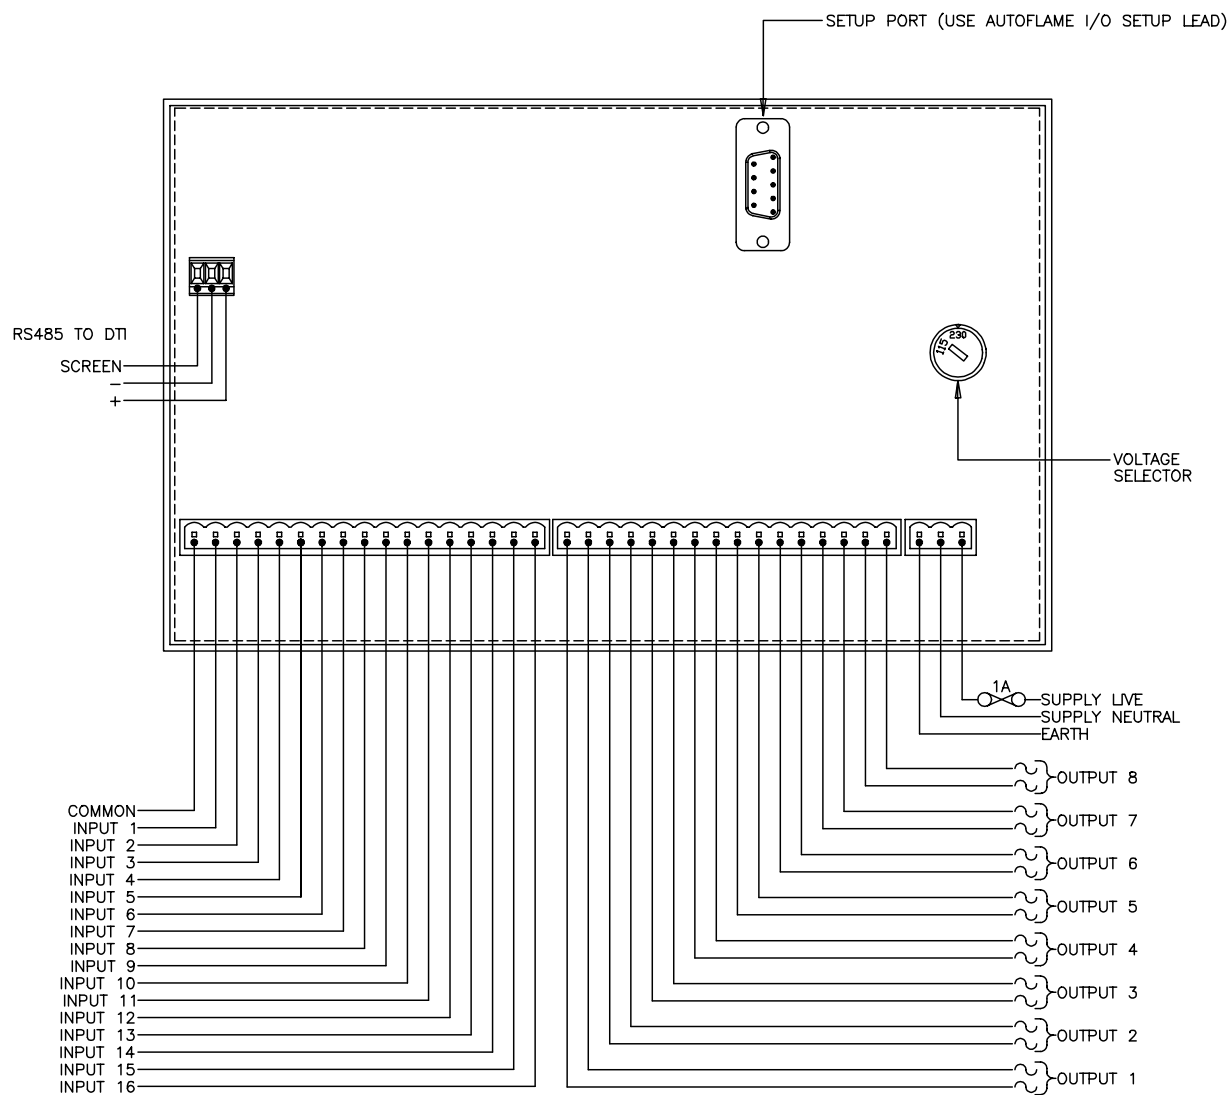 SETUP PORT (USE AUTOFLAME I/O SETUP LEAD)
RS485 TO DTI
SCREEN
−
+
115
230
VOLTAGE
SELECTOR
1A
SUPPLY LIVE
SUPPLY NEUTRAL
EARTH
OUTPUT 8
OUTPUT 7
OUTPUT 6
OUTPUT 5
OUTPUT 4
OUTPUT 3
OUTPUT 2
OUTPUT 1
COMMON
INPUT 1
INPUT 2
INPUT 3
INPUT 4
INPUT 5
INPUT 6
INPUT 7
INPUT 8
INPUT 9
INPUT 10
INPUT 11
INPUT 12
INPUT 13
INPUT 14
INPUT 15
INPUT 16